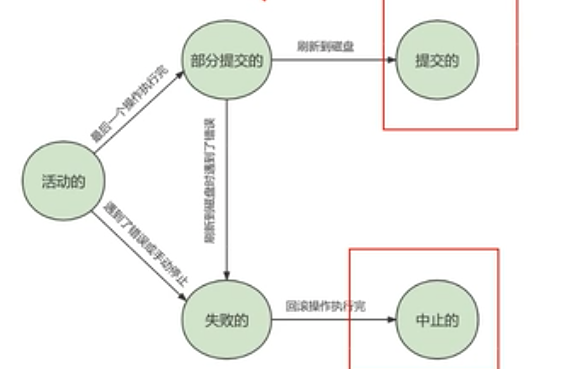 部分提交的
刷新到磁盘
提交的
最后一个操作执行完
刷新到磁盘时遇到了错误
活动的
遇到了错误或手动停止
失败的
回滚操作执行完
中止的